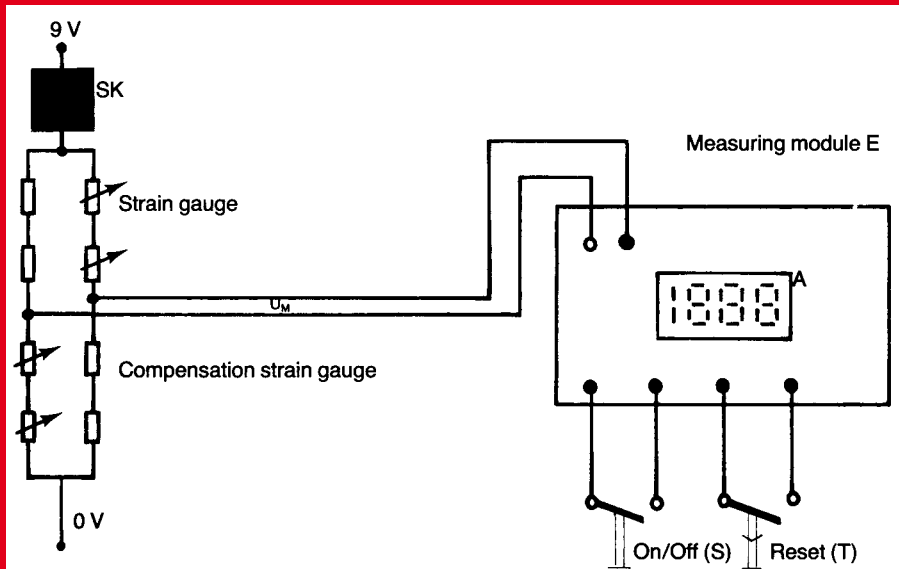 9 V
SK
Measuring module E
Strain gauge
A
1888
U_M
Compensation strain gauge
0 V
On/Off (S)
Reset (T)